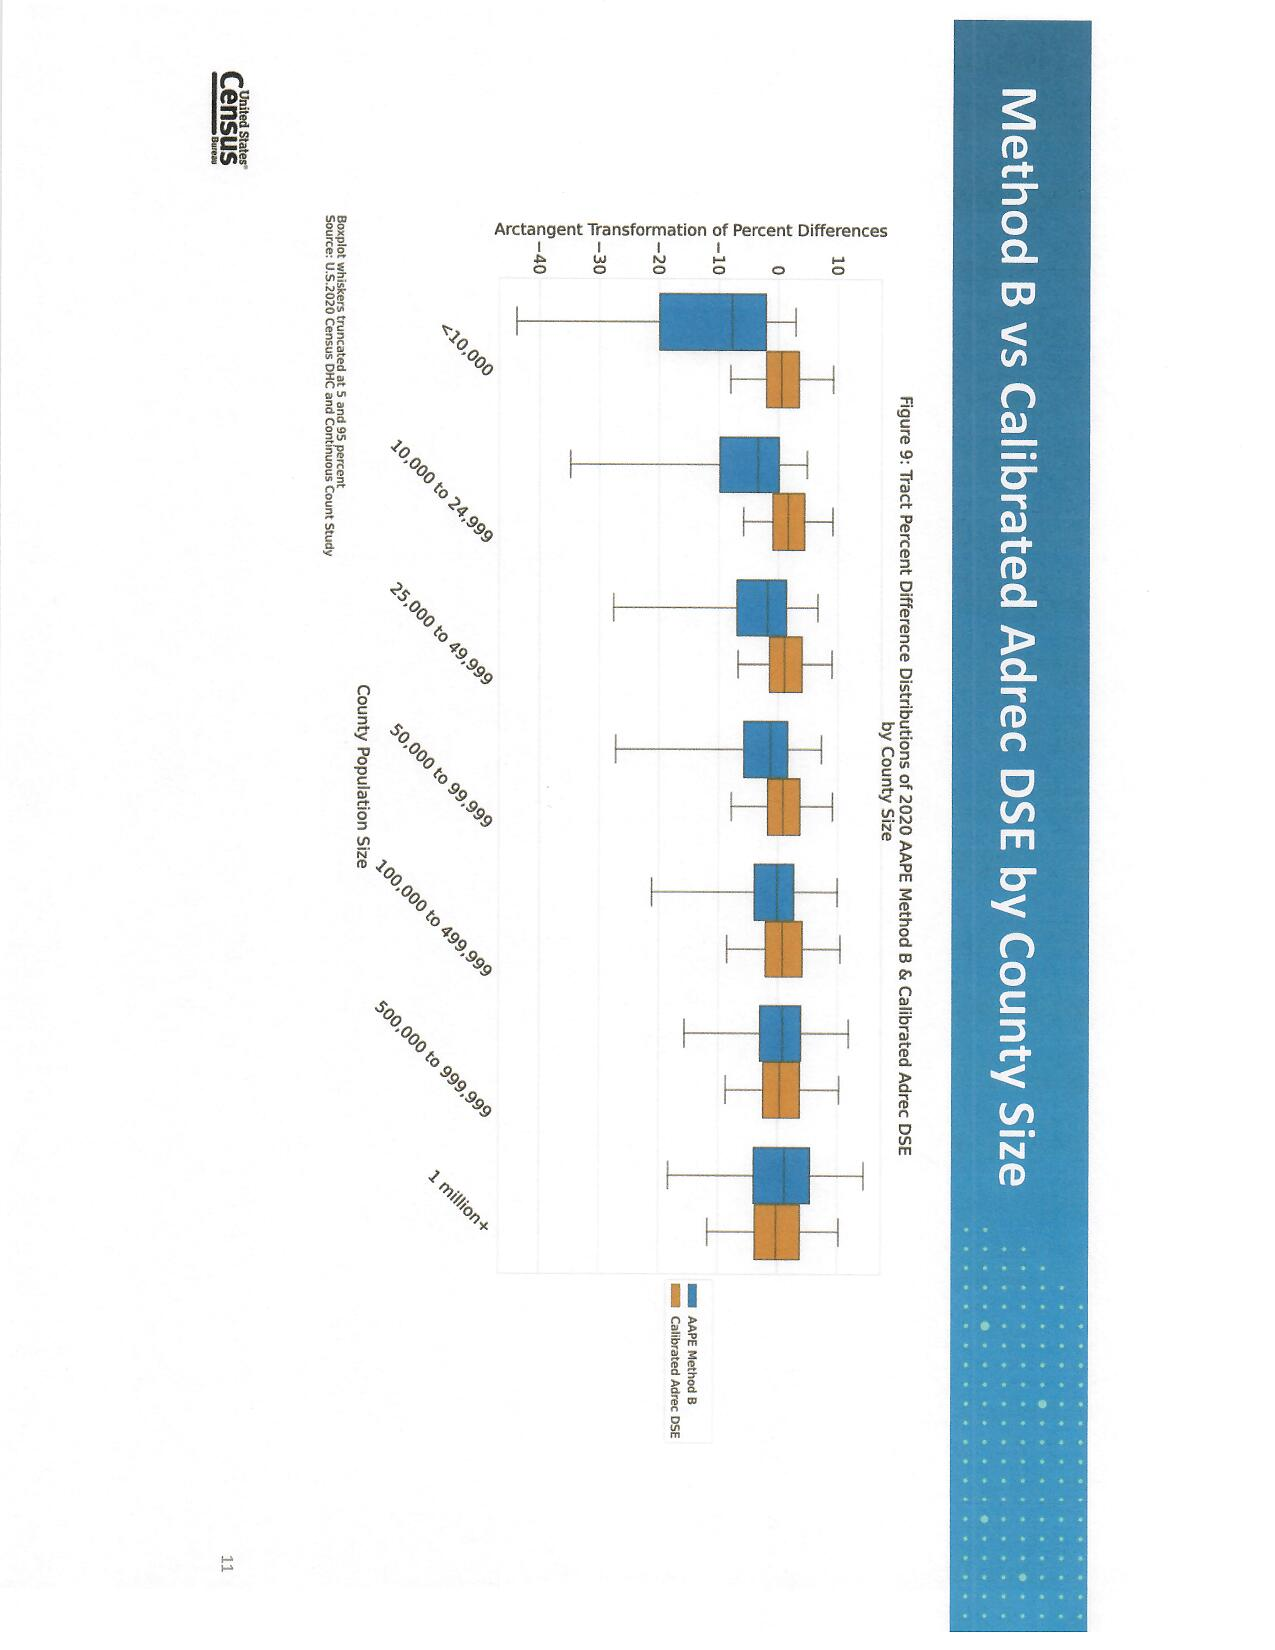 Method B vs Calibrated Adrec DSE by County Size
Figure 9: Tract Percent Difference Distributions of 2020 AAPE Method B & Calibrated Adrec DSE
by County Size
Arctangent Transformation of Percent Differences
10
0
−10
−20
−30
−40
<10,000
10,000 to 24,999
25,000 to 49,999
50,000 to 99,999
100,000 to 499,999
500,000 to 999,999
1 million+
County Population Size
AAPE Method B
Calibrated Adrec DSE
Boxplot whiskers truncated at 5 and 95 percent
Source: U.S.2020 Census DHC and Continuous Count Study
United States®
Census
Bureau
11